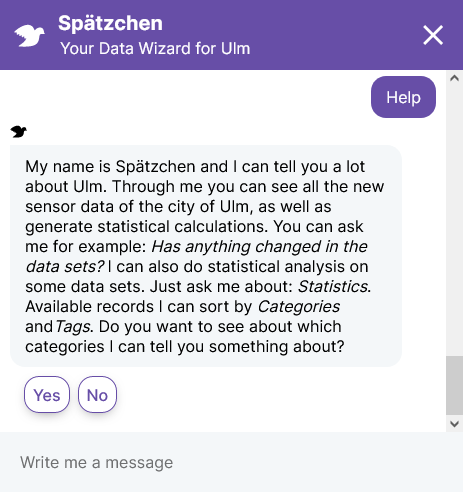 Spätzchen
Your Data Wizard for Ulm
Help
My name is Spätzchen and I can tell you a lot
about Ulm. Through me you can see all the new
sensor data of the city of Ulm, as well as
generate statistical calculations. You can ask
me for example: Has anything changed in the
data sets? I can also do statistical analysis on
some data sets. Just ask me about: Statistics.
Available records I can sort by Categories
andTags. Do you want to see about which
categories I can tell you something about?
Yes No
Write me a message